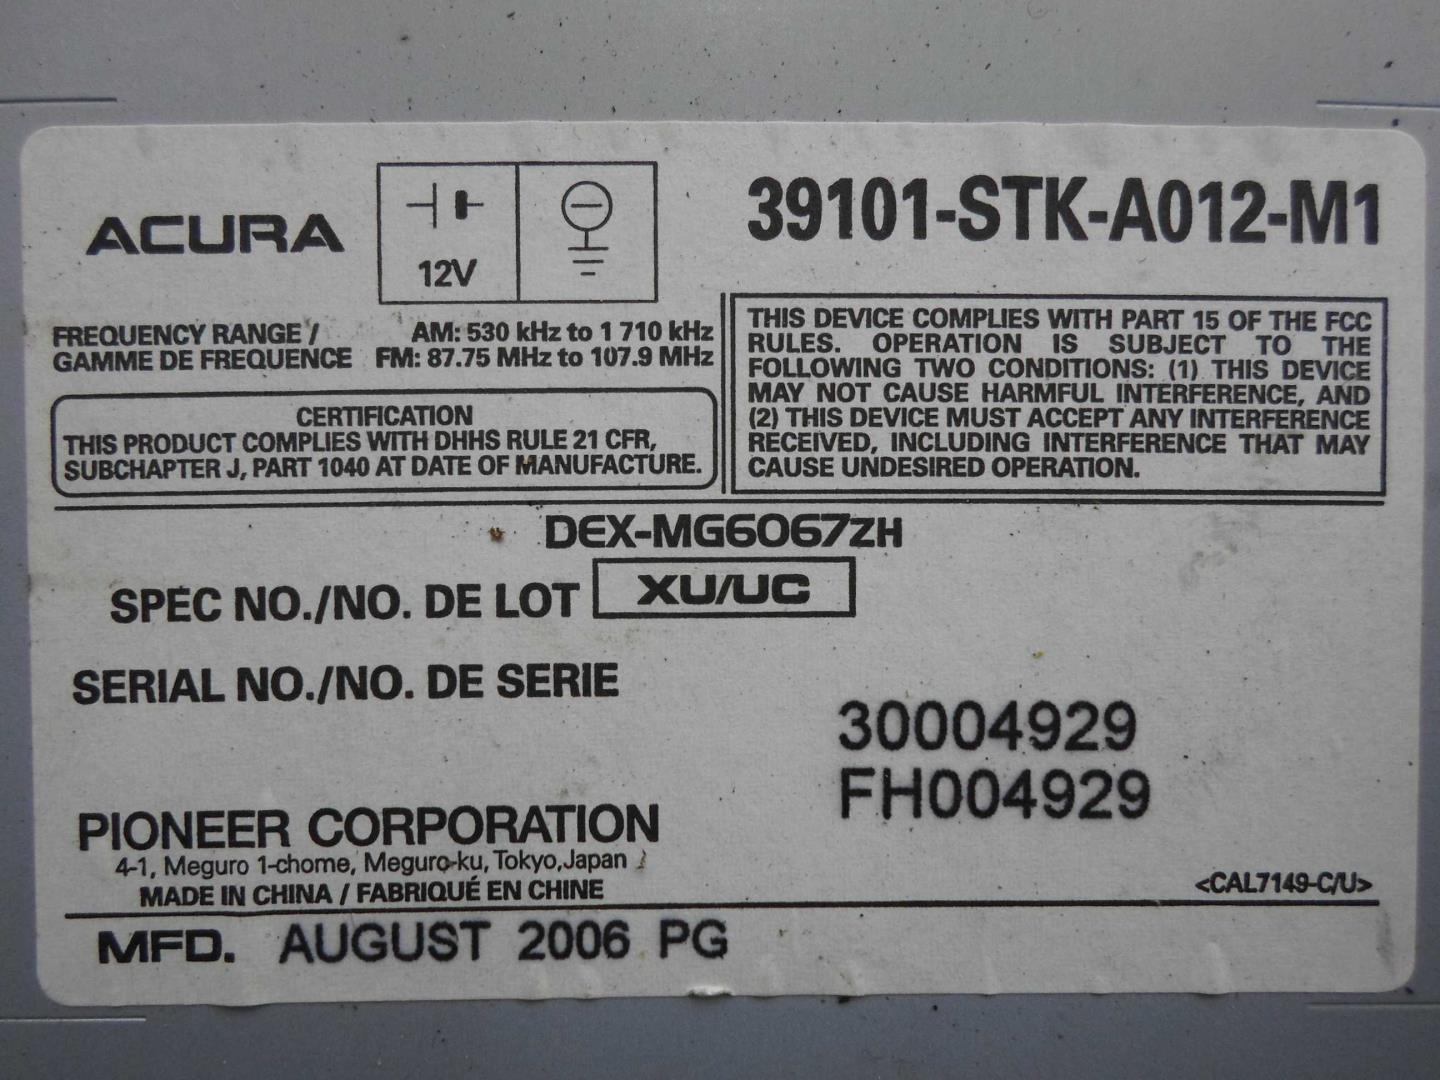 ACURA
12V
39101-STK-A012-M1
FREQUENCY RANGE / AM: 530 kHz to 1 710 kHz
GAMME DE FREQUENCE FM: 87.75 MHz to 107.9 MHz
CERTIFICATION
THIS PRODUCT COMPLIES WITH DHHS RULE 21 CFR,
SUBCHAPTER J, PART 1040 AT DATE OF MANUFACTURE.
THIS DEVICE COMPLIES WITH PART 15 OF THE FCC
RULES. OPERATION IS SUBJECT TO THE
FOLLOWING TWO CONDITIONS: (1) THIS DEVICE
MAY NOT CAUSE HARMFUL INTERFERENCE, AND
(2) THIS DEVICE MUST ACCEPT ANY INTERFERENCE
RECEIVED, INCLUDING INTERFERENCE THAT MAY
CAUSE UNDESIRED OPERATION.
DEX-MG6067ZH
SPEC NO./NO. DE LOT XU/UC
SERIAL NO./NO. DE SERIE
30004929
FH004929
PIONEER CORPORATION
4-1, Meguro 1-chome, Meguro-ku, Tokyo,Japan
MADE IN CHINA / FABRIQUÉ EN CHINE
<CAL7149-C/U>
MFD. AUGUST 2006 PG